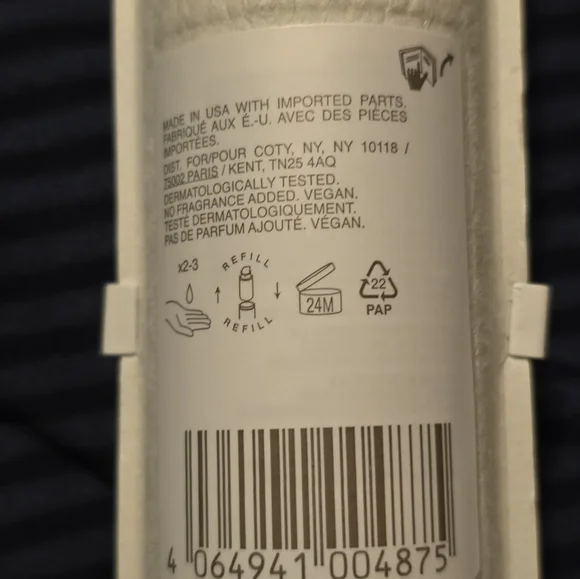 MADE IN USA WITH IMPORTED PARTS.
FABRIQUÉ AUX É.-U. AVEC DES PIÈCES
IMPORTÉES.
DIST. FOR/POUR COTY, NY, NY 10118 /
75002 PARIS / KENT, TN25 4AQ
DERMATOLOGICALLY TESTED.
NO FRAGRANCE ADDED. VEGAN.
TESTÉ DERMATOLOGIQUEMENT.
PAS DE PARFUM AJOUTÉ. VÉGAN.
x2-3
REFILL
REFILL
24M
22
PAP
4 064941 004875